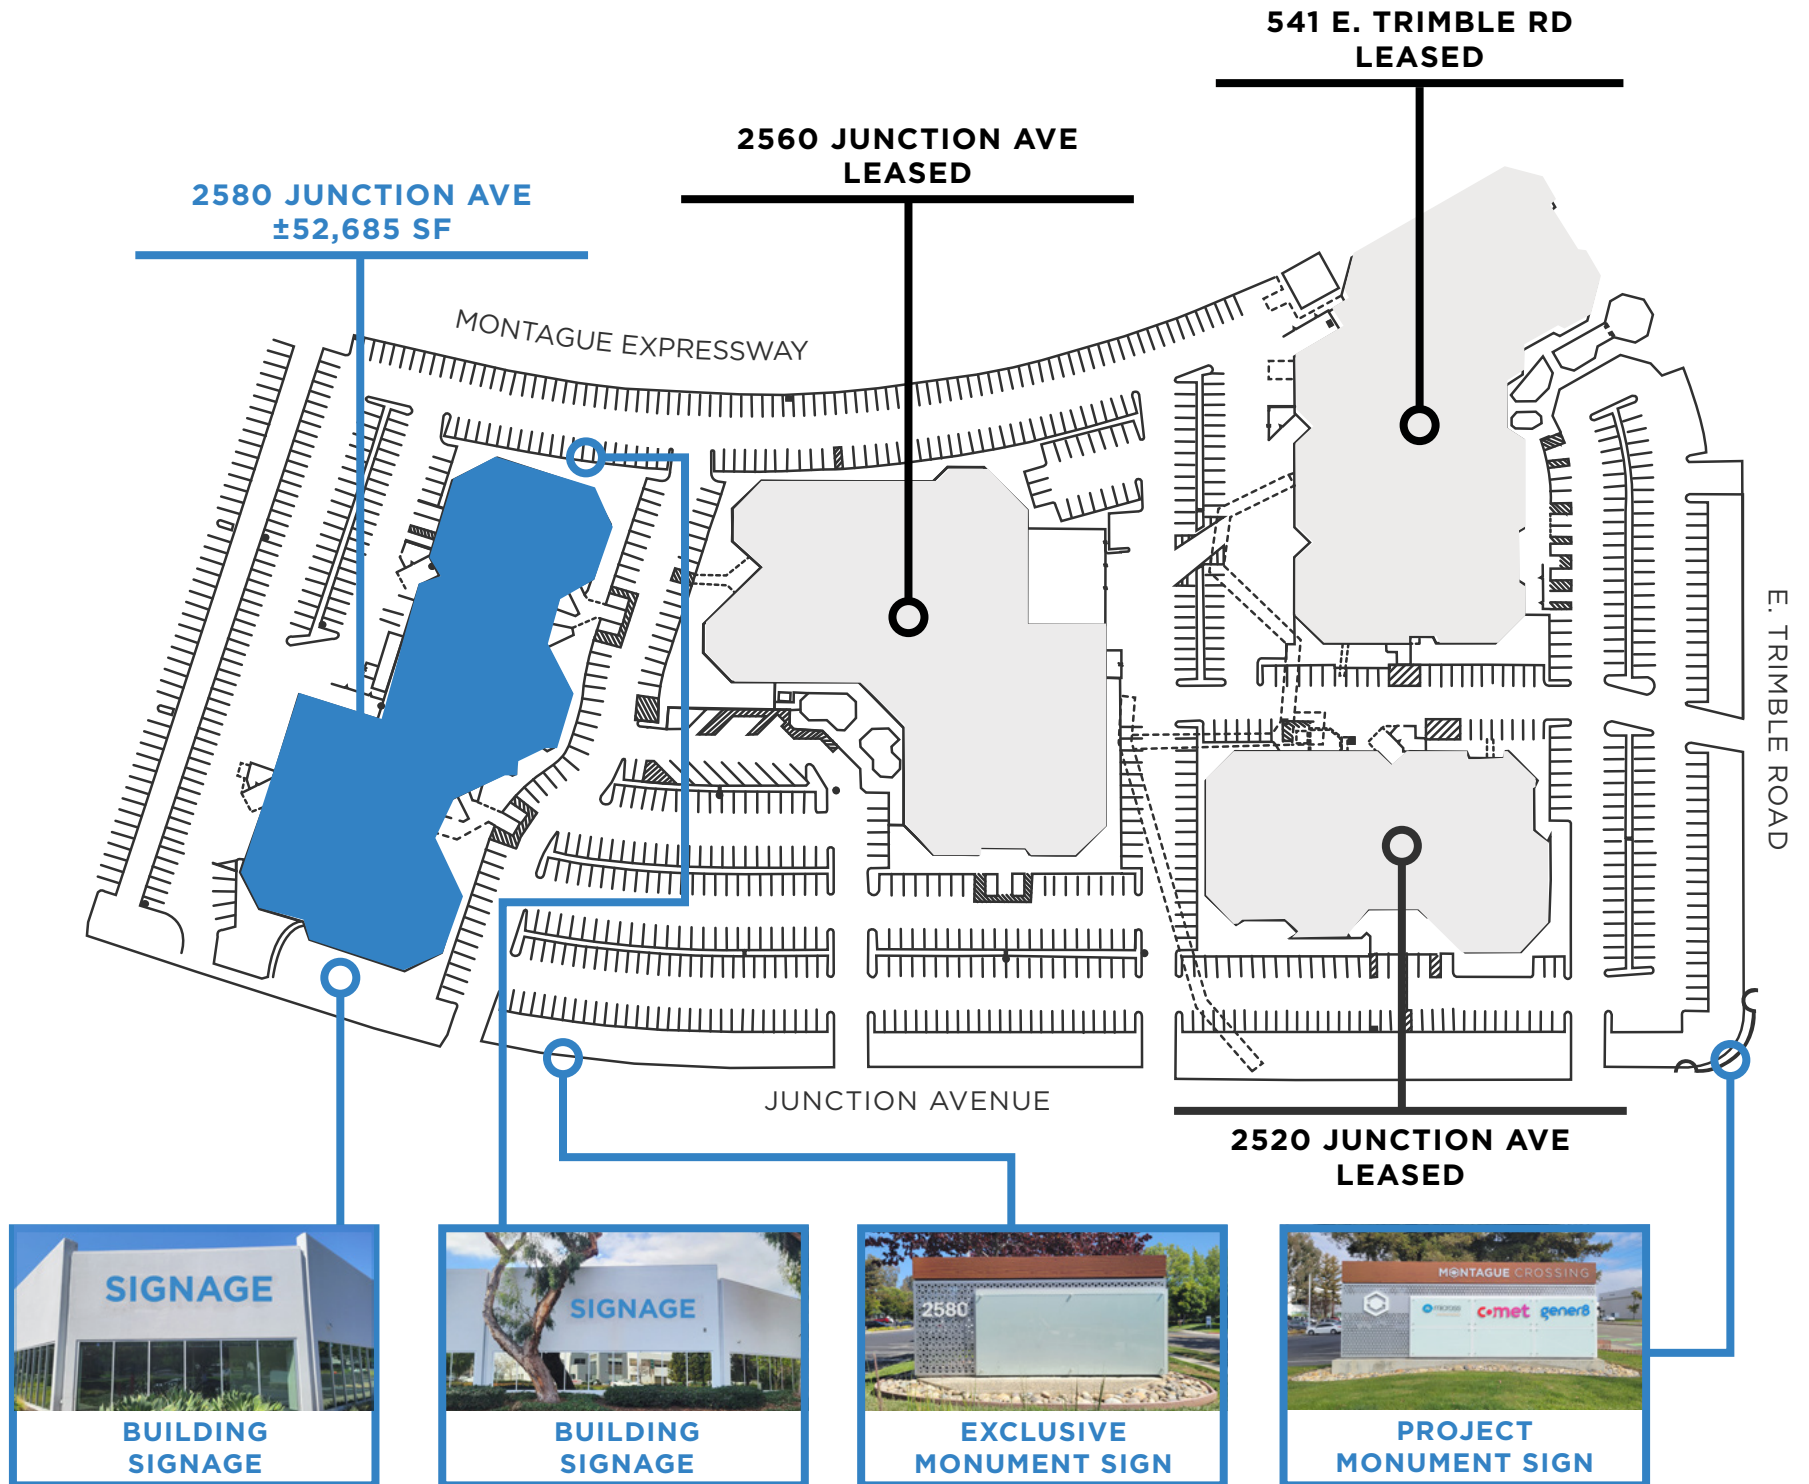 541 E. TRIMBLE RD
LEASED
2560 JUNCTION AVE
LEASED
2580 JUNCTION AVE
±52,685 SF
MONTAGUE EXPRESSWAY
E. TRIMBLE ROAD
JUNCTION AVENUE
2520 JUNCTION AVE
LEASED
SIGNAGE
BUILDING
SIGNAGE
SIGNAGE
BUILDING
SIGNAGE
2580
EXCLUSIVE
MONUMENT SIGN
MONTAGUE CROSSING
micross
comet
gener8
PROJECT
MONUMENT SIGN